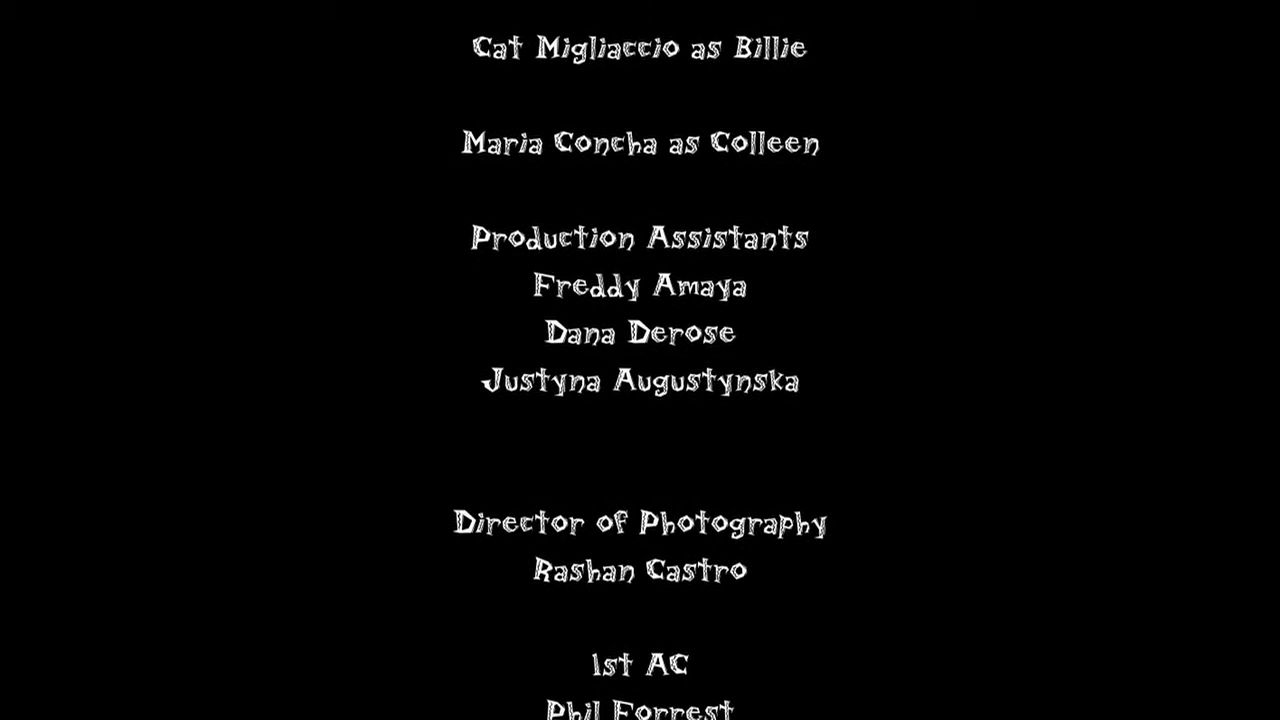 Cat Migliaccio as Billie
Maria Concha as Colleen
Production Assistants
Freddy Amaya
Dana Derose
Justyna Augustynska
Director of Photography
Rashan Castro
1st AC
Phil Forrest